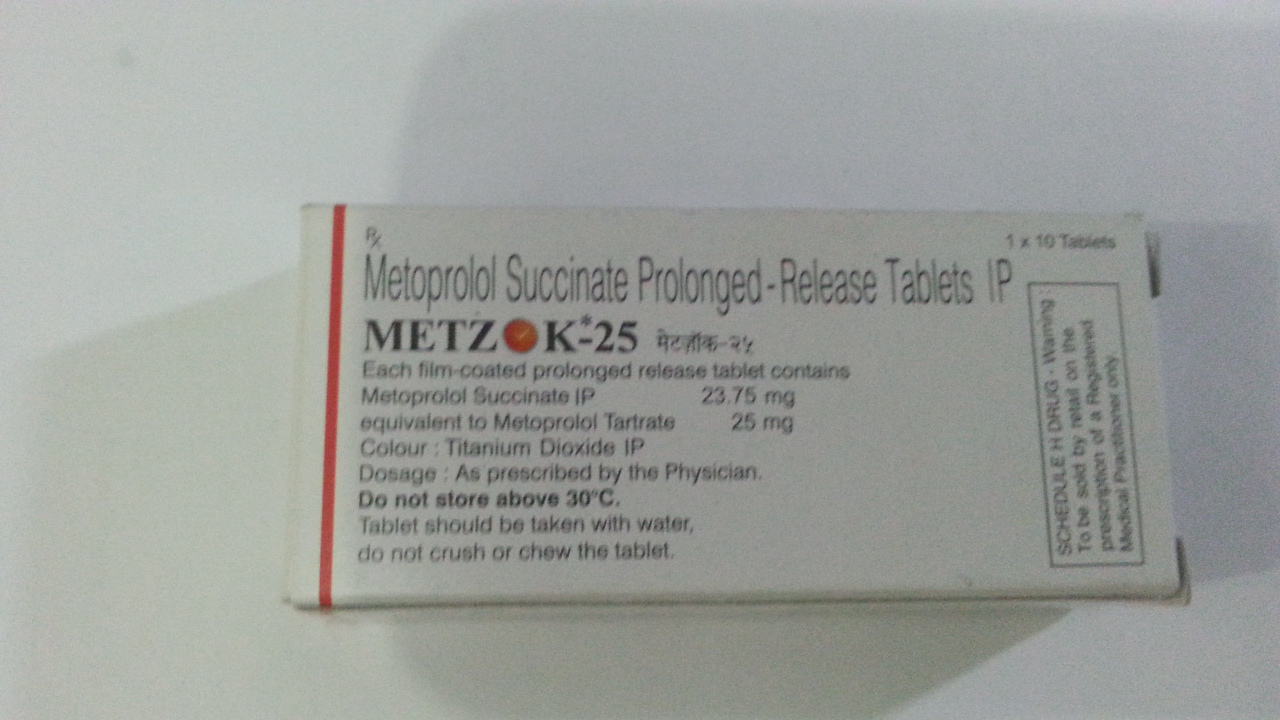 Rx
1 x 10 Tablets
Metoprolol Succinate Prolonged-Release Tablets IP
METZOK*-25 मेटज़ॉक-२५
Each film-coated prolonged release tablet contains
Metoprolol Succinate IP 23.75 mg
equivalent to Metoprolol Tartrate 25 mg
Colour : Titanium Dioxide IP
Dosage : As prescribed by the Physician.
Do not store above 30°C.
Tablet should be taken with water,
do not crush or chew the tablet.
SCHEDULE H DRUG - Warning :
To be sold by retail on the
prescription of a Registered
Medical Practitioner only